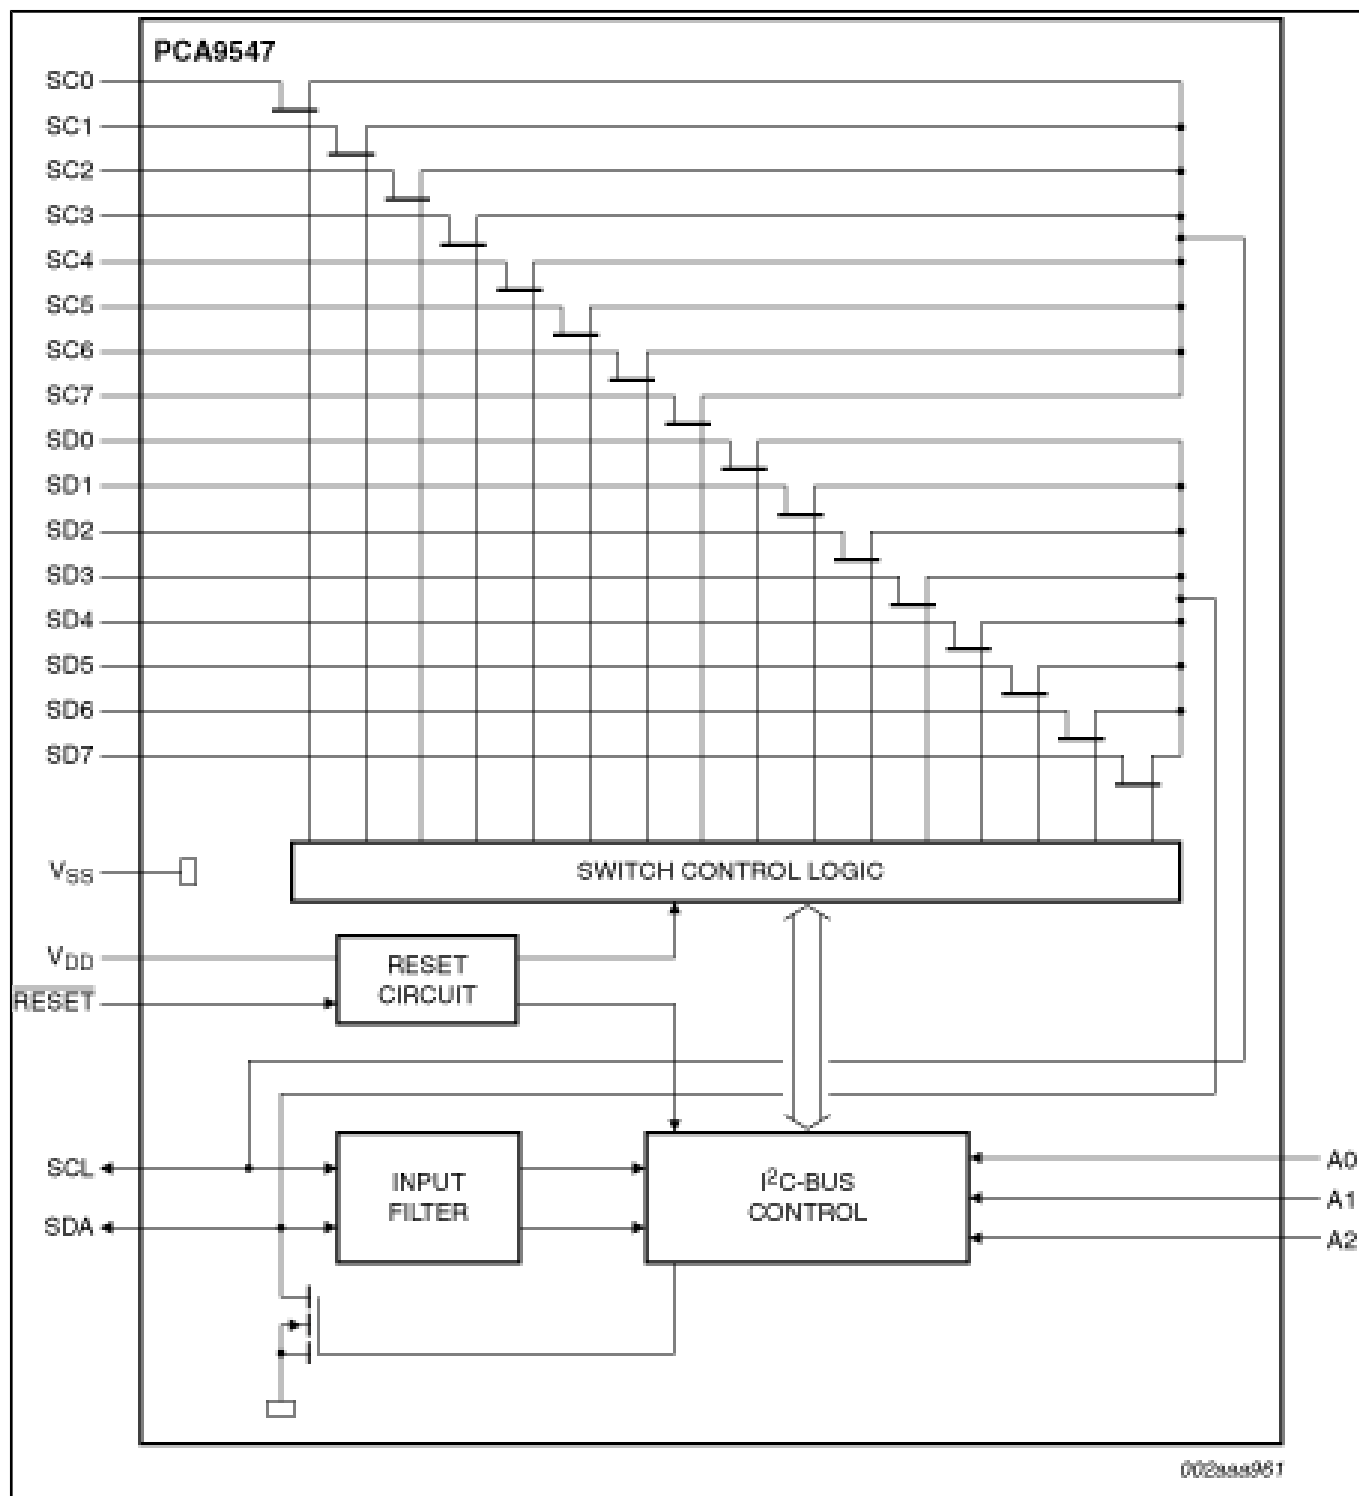 PCA9547
SC0
SC1
SC2
SC3
SC4
SC5
SC6
SC7
SD0
SD1
SD2
SD3
SD4
SD5
SD6
SD7
VSS
SWITCH CONTROL LOGIC
VDD
RESET
RESET
CIRCUIT
SCL
SDA
INPUT
FILTER
I²C-BUS
CONTROL
A0
A1
A2
002aaa961